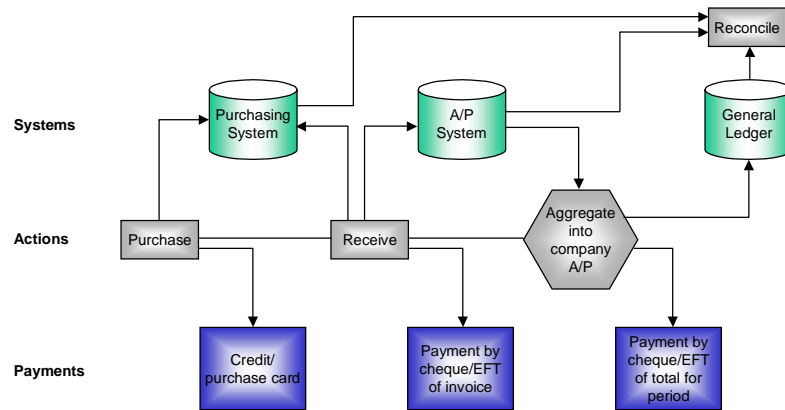 Reconcile
Systems
Purchasing
System
A/P
System
General
Ledger
Actions
Purchase
Receive
Aggregate
into
company
A/P
Payments
Credit/
purchase card
Payment by
cheque/EFT
of invoice
Payment by
cheque/EFT
of total for
period